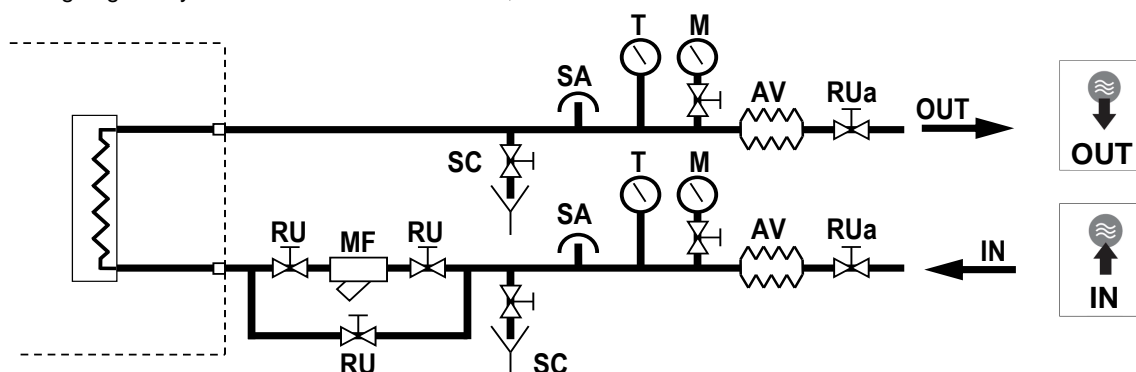 T M
SA AV RUa OUT
SC
OUT
T M
SA AV RUa
RU MF RU
IN
IN
RU SC